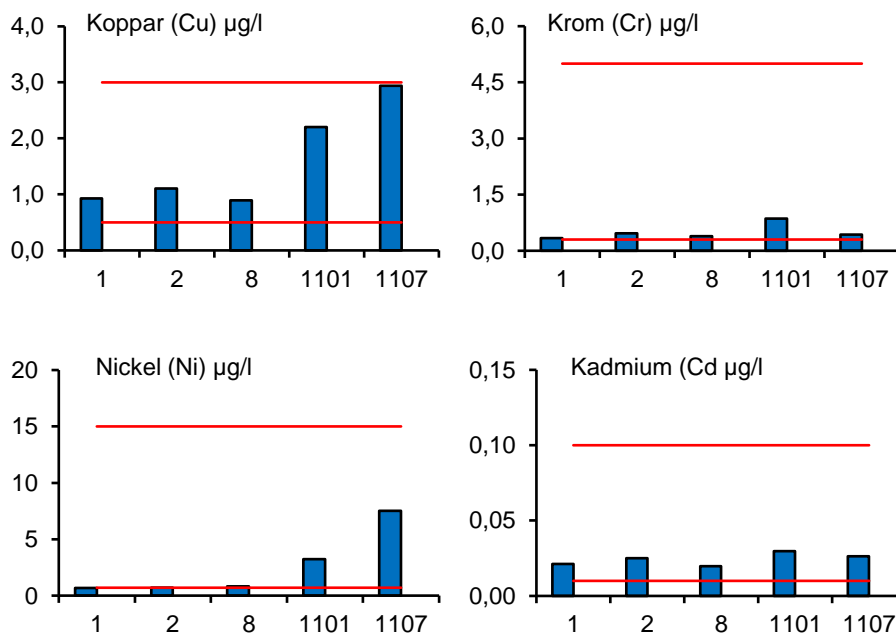 Koppar (Cu) µg/l
4,0
3,0
2,0
1,0
0,0
1 2 8 1101 1107
Krom (Cr) µg/l
6,0
4,5
3,0
1,5
0,0
1 2 8 1101 1107
Nickel (Ni) µg/l
20
15
10
5
0
1 2 8 1101 1107
Kadmium (Cd µg/l
0,15
0,10
0,05
0,00
1 2 8 1101 1107